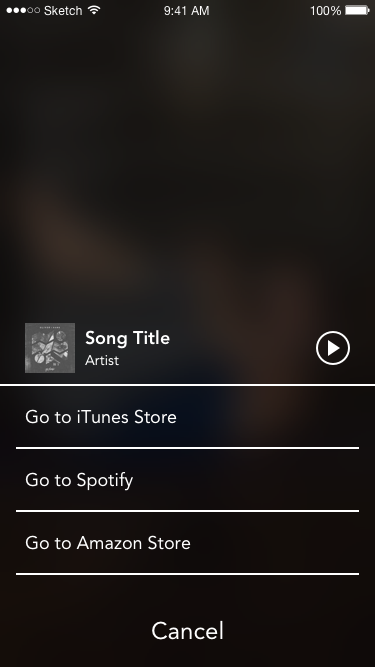 Sketch 9:41 AM 100%
Song Title
Artist
Go to iTunes Store
Go to Spotify
Go to Amazon Store
Cancel